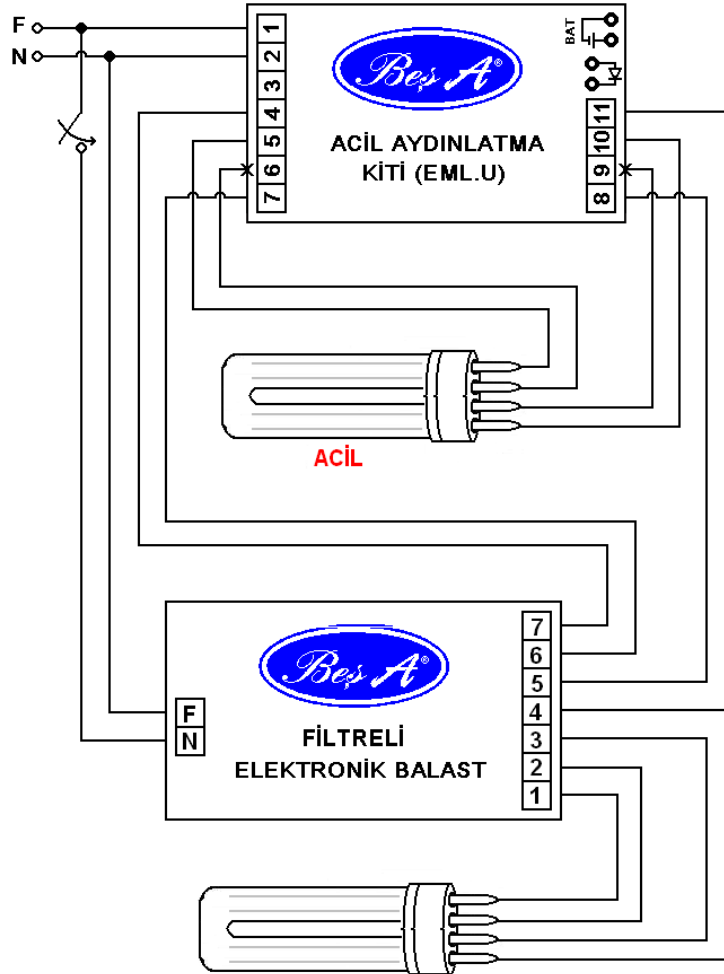 F
N
1
2
3
4
5
6
7
Beş A®
ACİL AYDINLATMA
KİTİ (EML.U)
BAT
11
10
9
8
ACİL
F
N
Beş A®
FİLTRELİ
ELEKTRONİK BALAST
7
6
5
4
3
2
1